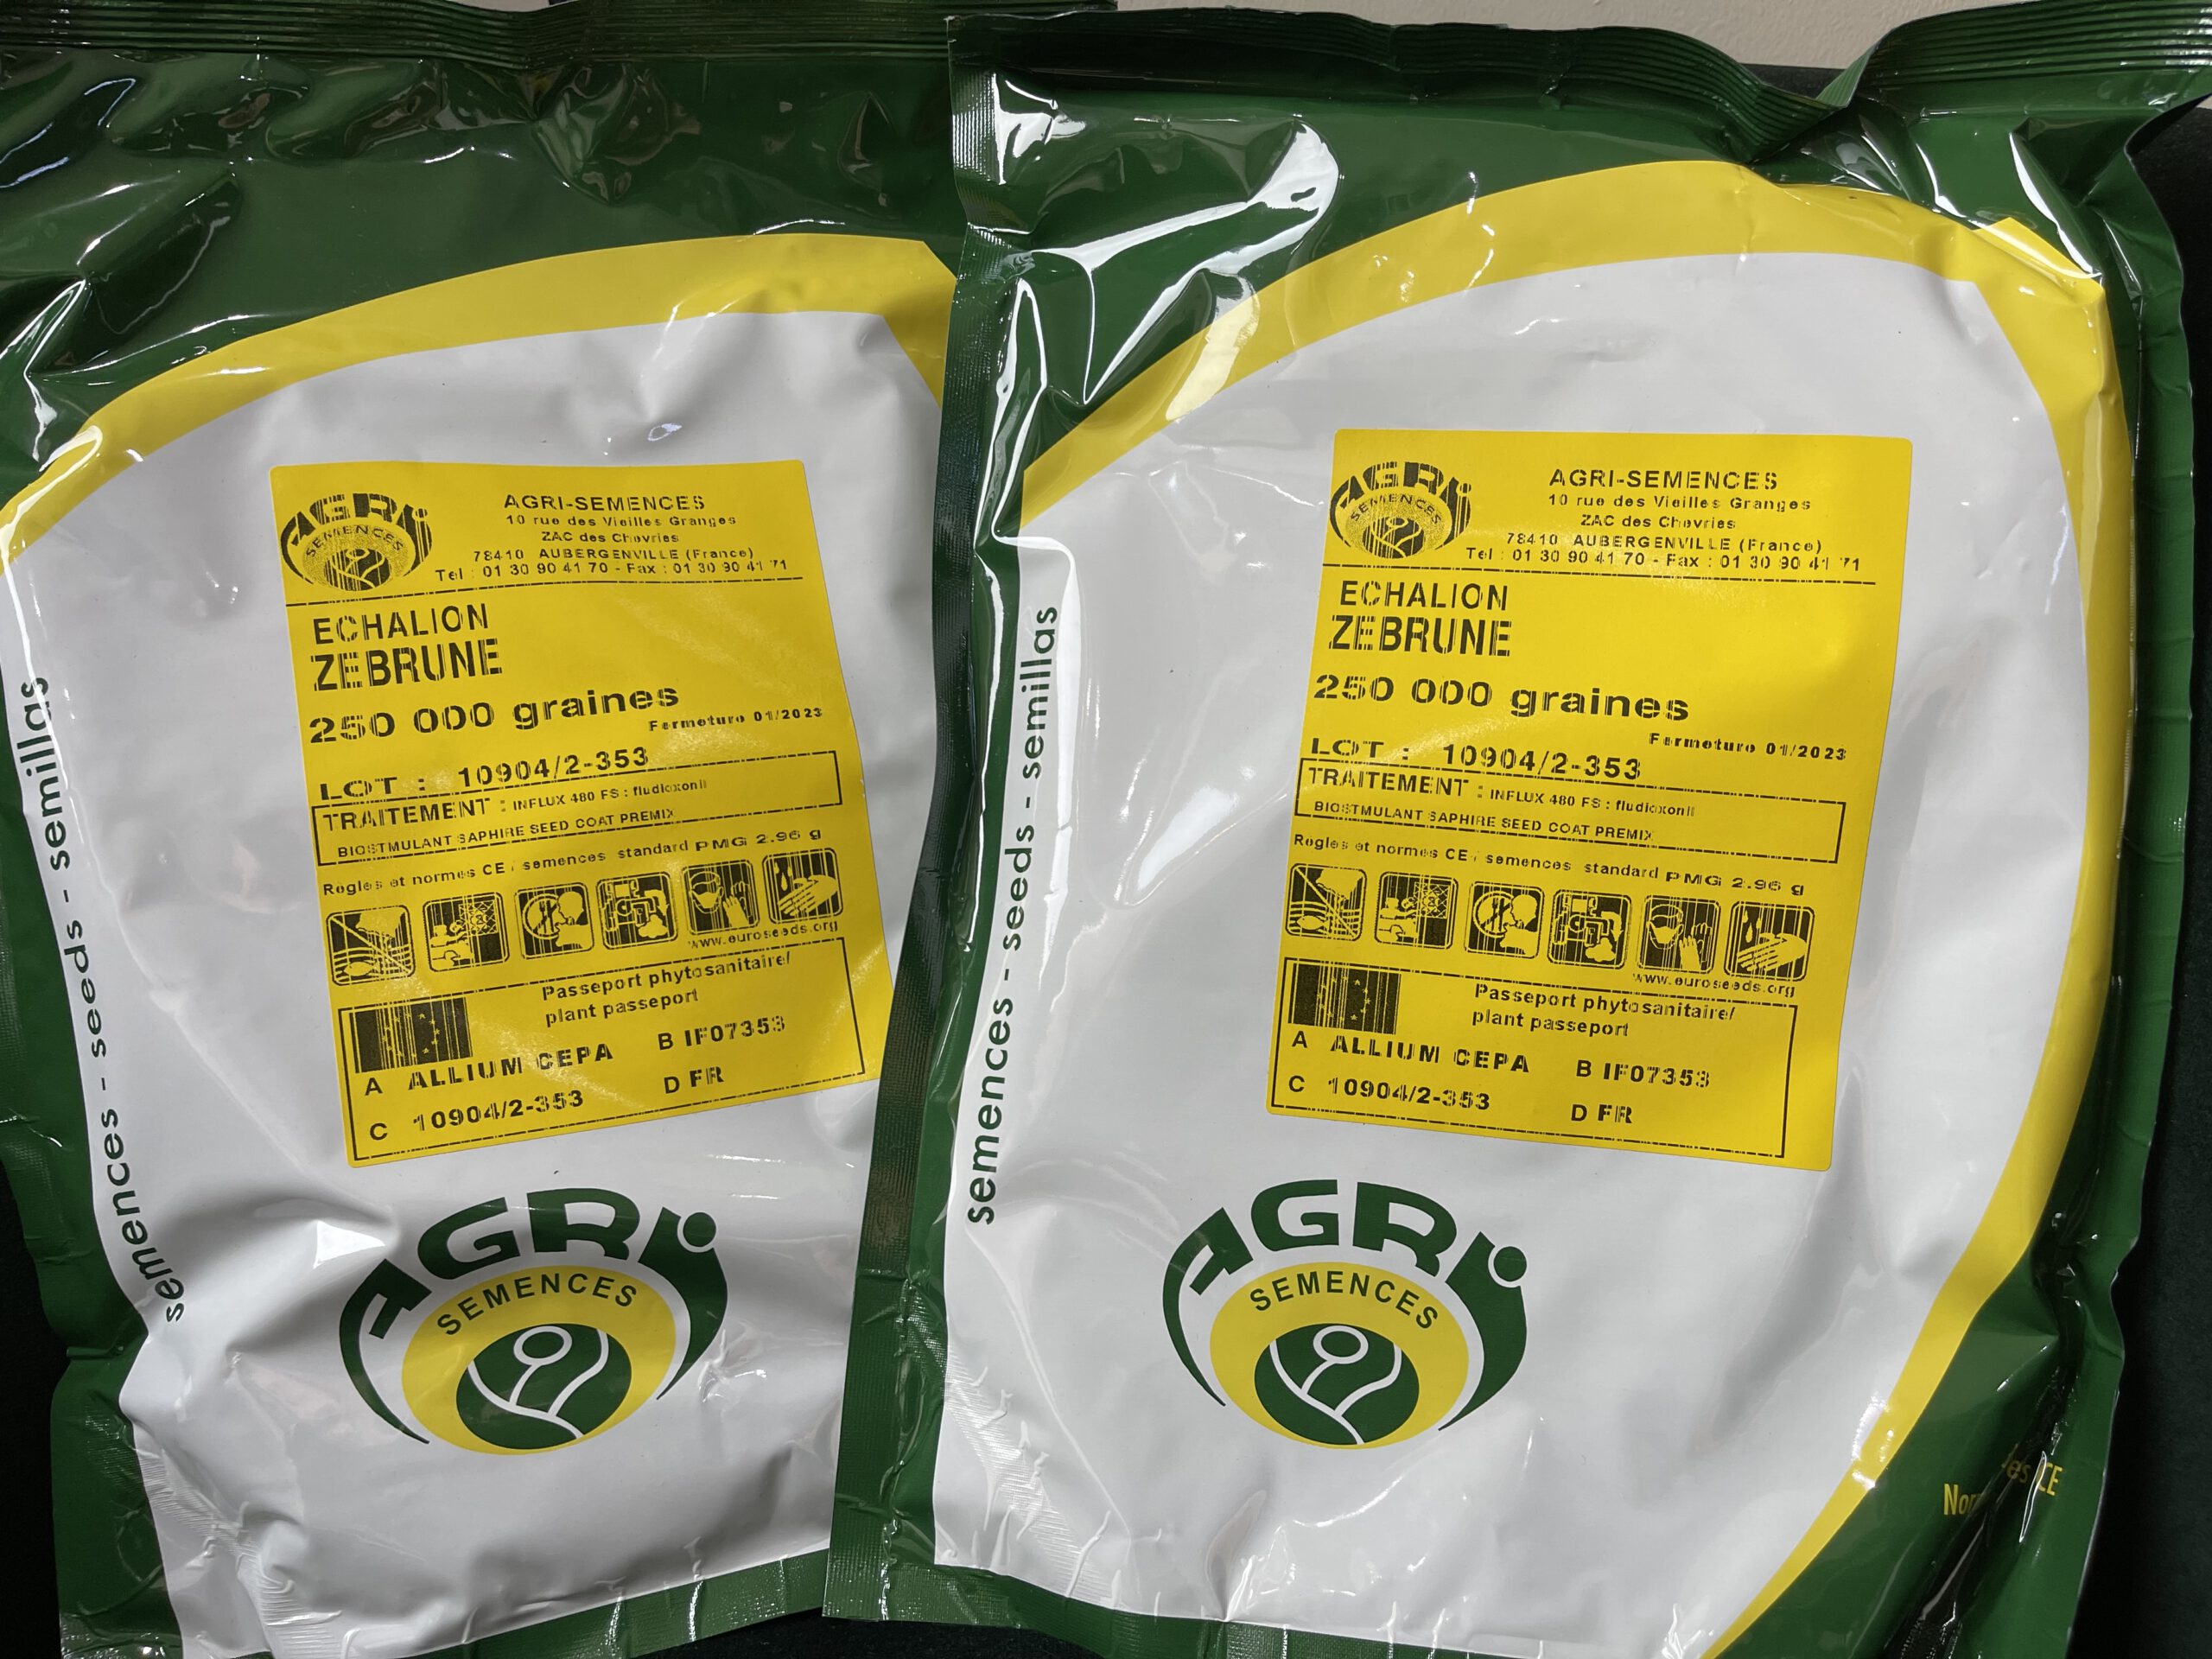 semences - seeds - semillas
AGRI
SEMENCES
AGRI-SEMENCES
10 rue des Vieilles Granges
ZAC des Chevries
78410 AUBERGENVILLE (France)
Tel : 01 30 90 41 70 - Fax : 01 30 90 41 71
ECHALION
ZEBRUNE
250 000 graines
Fermeture 01/2023
LOT : 10904/2-353
TRAITEMENT : INFLUX 480 FS : fludioxonil
BIOSTMULANT SAPHIRE SEED COAT PREMIX
Regles et normes CE / semences standard PMG 2.96 g
www.euroseeds.org
Passeport phytosanitaire/
plant passeport
A ALLIUM CEPA B IF07353
C 10904/2-353 D FR
AGRI
SEMENCES
semences - seeds - semillas
AGRI
SEMENCES
AGRI-SEMENCES
10 rue des Vieilles Granges
ZAC des Chevries
78410 AUBERGENVILLE (France)
Tel : 01 30 90 41 70 - Fax : 01 30 90 41 71
ECHALION
ZEBRUNE
250 000 graines
Fermeture 01/2023
LOT : 10904/2-353
TRAITEMENT : INFLUX 480 FS : fludioxonil
BIOSTMULANT SAPHIRE SEED COAT PREMIX
Regles et normes CE / semences standard PMG 2.96 g
www.euroseeds.org
Passeport phytosanitaire/
plant passeport
A ALLIUM CEPA B IF07353
C 10904/2-353 D FR
AGRI
SEMENCES
CE